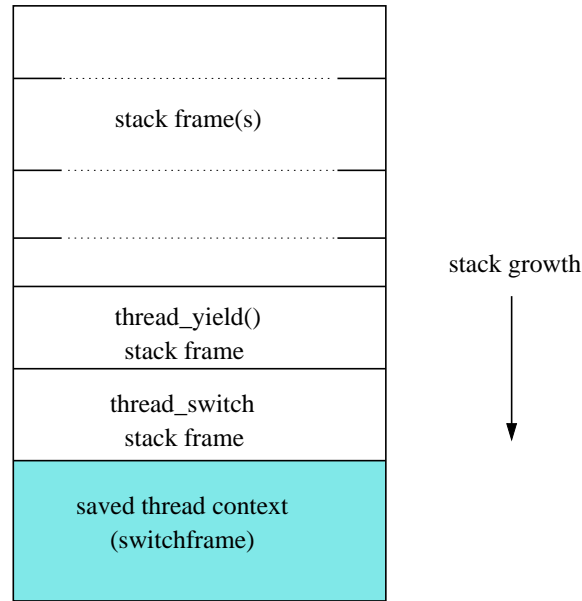 stack frame(s)
stack growth
thread_yield()
stack frame
thread_switch
stack frame
saved thread context
(switchframe)